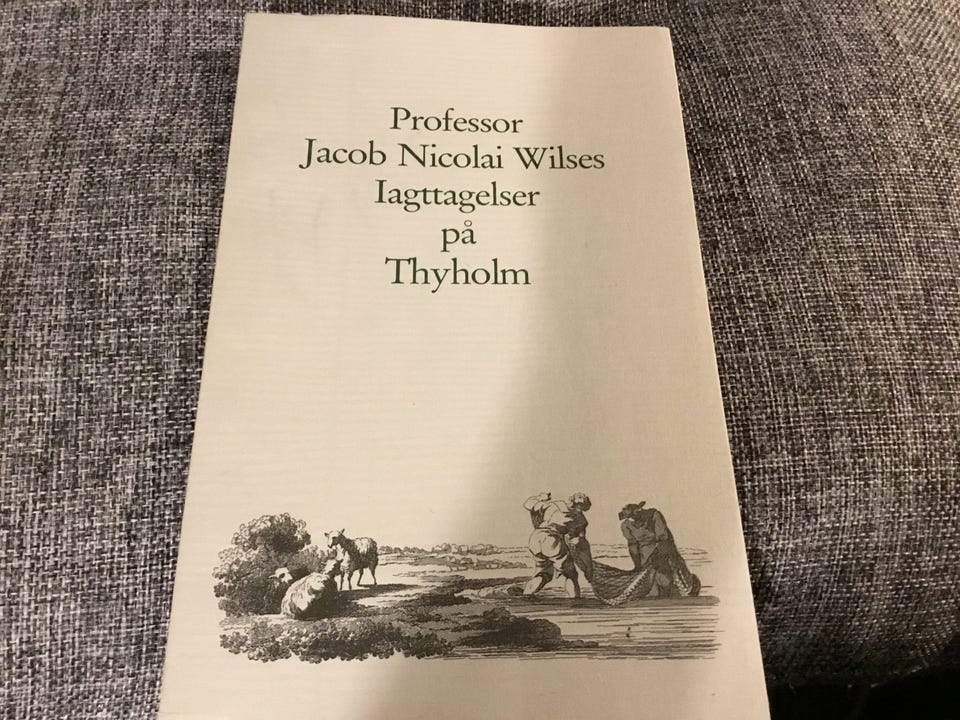 Professor
Jacob Nicolai Wilses
Iagttagelser
på
Thyholm